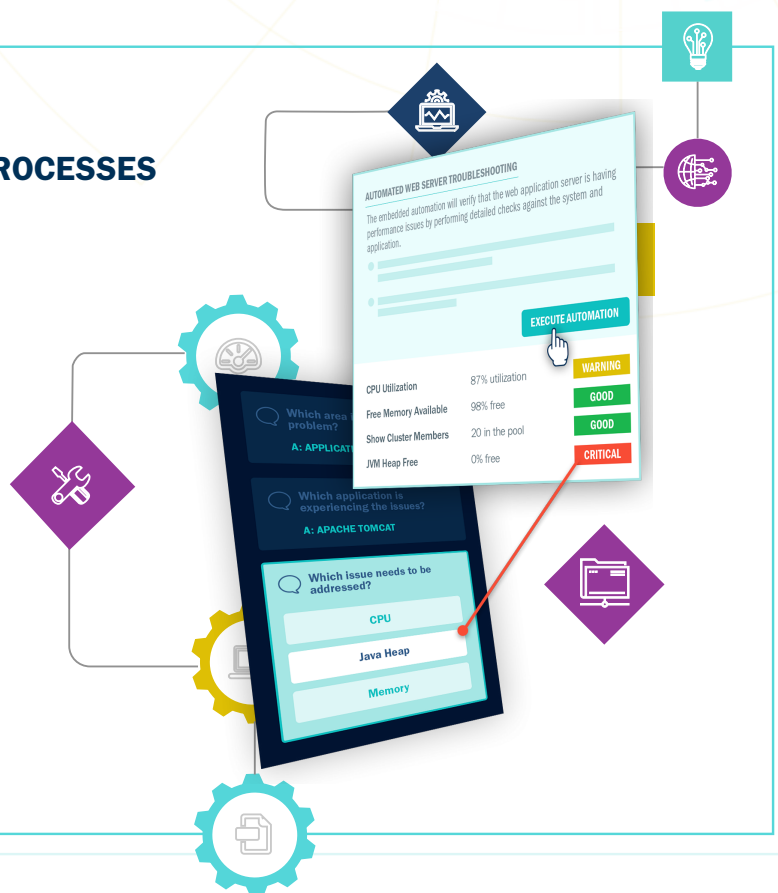 AUTOMATED WEB SERVER TROUBLESHOOTING
The embedded automation will verify that the web application server is having
performance issues by performing detailed checks against the system and
application.
EXECUTE AUTOMATION
CPU Utilization 87% utilization WARNING
Free Memory Available 98% free GOOD
Show Cluster Members 20 in the pool GOOD
JVM Heap Free 0% free CRITICAL
Which area
problem?
A:
Which application is
experiencing the issues?
A: APACHE TOMCAT
Which issue needs to be
addressed?
CPU
Java Heap
Memory